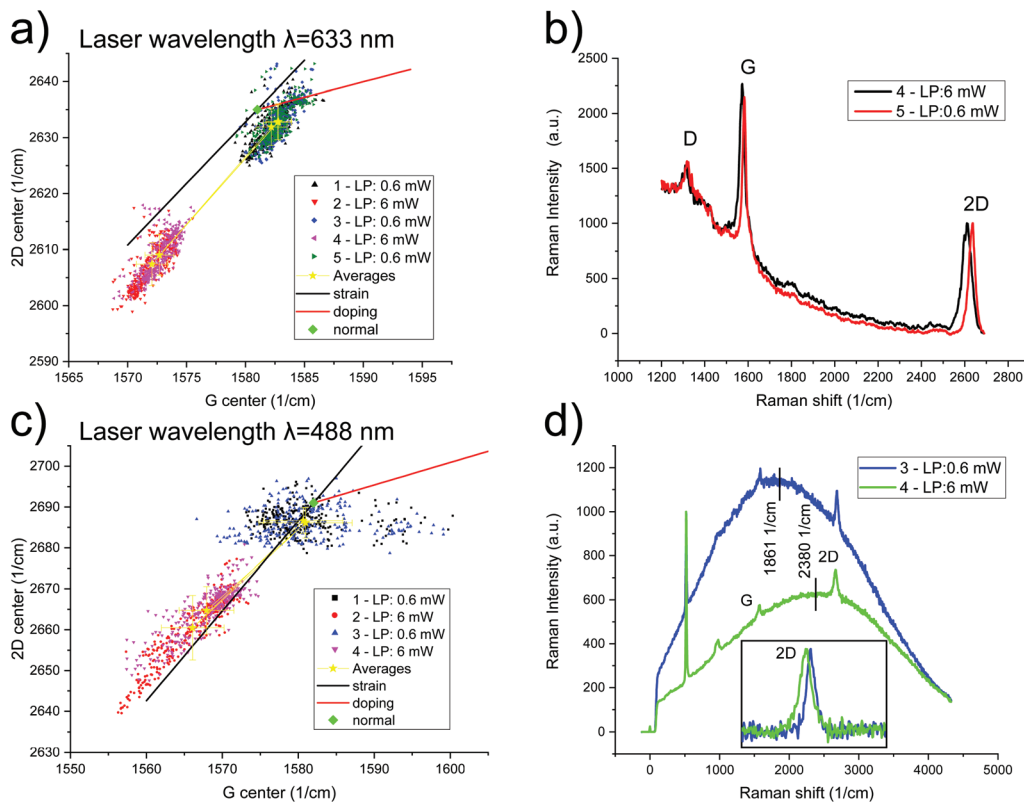 a)
Laser wavelength λ=633 nm
2D center (1/cm)
2640
2630
2620
2610
2600
2590
1565
1570
1575
1580
1585
1590
1595
G center (1/cm)
1 - LP: 0.6 mW
2 - LP: 6 mW
3 - LP: 0.6 mW
4 - LP: 6 mW
5 - LP: 0.6 mW
Averages
strain
doping
normal
b)
Raman Intensity (a.u.)
2500
2000
1500
1000
500
0
1000
1200
1400
1600
1800
2000
2200
2400
2600
2800
Raman shift (1/cm)
D
G
2D
4 - LP:6 mW
5 - LP:0.6 mW
c)
Laser wavelength λ=488 nm
2D center (1/cm)
2700
2690
2680
2670
2660
2650
2640
2630
1550
1560
1570
1580
1590
1600
G center (1/cm)
1 - LP: 0.6 mW
2 - LP: 6 mW
3 - LP: 0.6 mW
4 - LP: 6 mW
Averages
strain
doping
normal
d)
Raman Intensity (a.u.)
1200
1000
800
600
400
200
0
0
1000
2000
3000
4000
5000
Raman shift (1/cm)
3 - LP:0.6 mW
4 - LP:6 mW
1861 1/cm
2380 1/cm
G
2D
2D